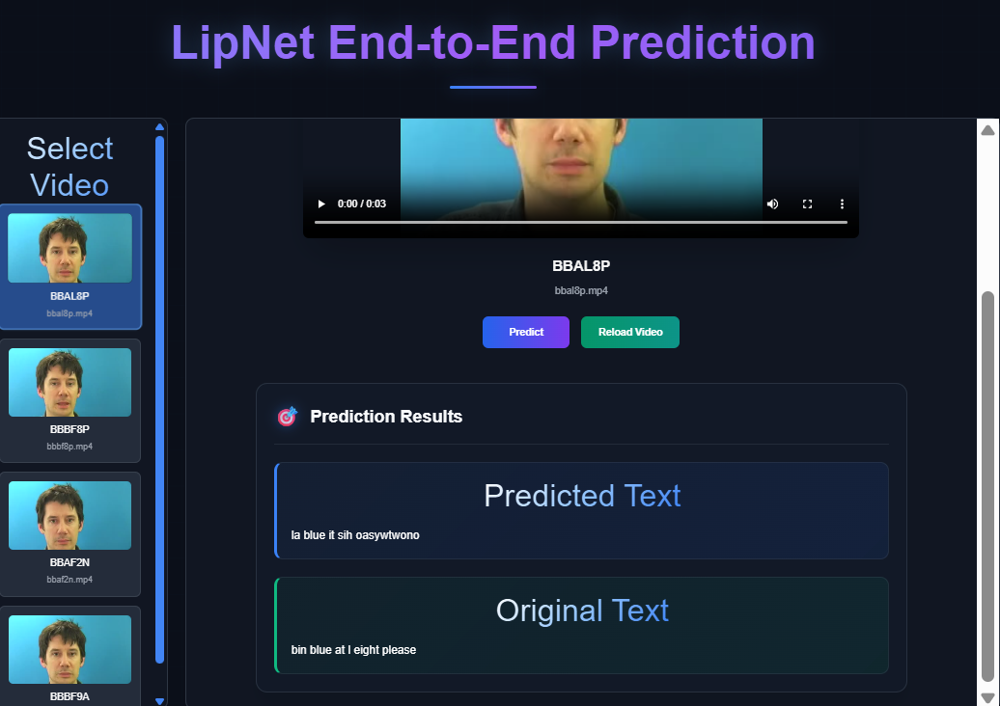 LipNet End-to-End Prediction
Select
Video
BBAL8P
bbal8p.mp4
BBBF8P
bbbf8p.mp4
BBAF2N
bbaf2n.mp4
BBBF9A
0:00 / 0:03
BBAL8P
bbal8p.mp4
Predict
Reload Video
Prediction Results
Predicted Text
la blue it sih oasywtwono
Original Text
bin blue at l eight please